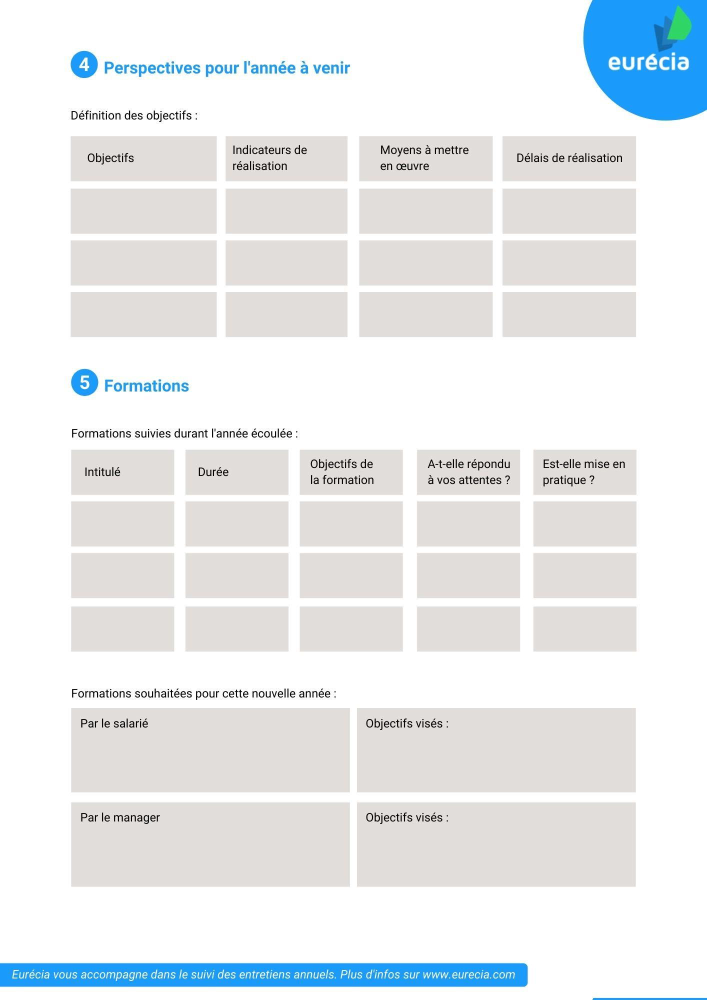 eurécia
4 Perspectives pour l'année à venir
Définition des objectifs :
Objectifs
Indicateurs de
réalisation
Moyens à mettre
en œuvre
Délais de réalisation
5 Formations
Formations suivies durant l'année écoulée :
Intitulé
Durée
Objectifs de
la formation
A-t-elle répondu
à vos attentes ?
Est-elle mise en
pratique ?
Formations souhaitées pour cette nouvelle année :
Par le salarié
Objectifs visés :
Par le manager
Objectifs visés :
Eurécia vous accompagne dans le suivi des entretiens annuels. Plus d'infos sur www.eurecia.com